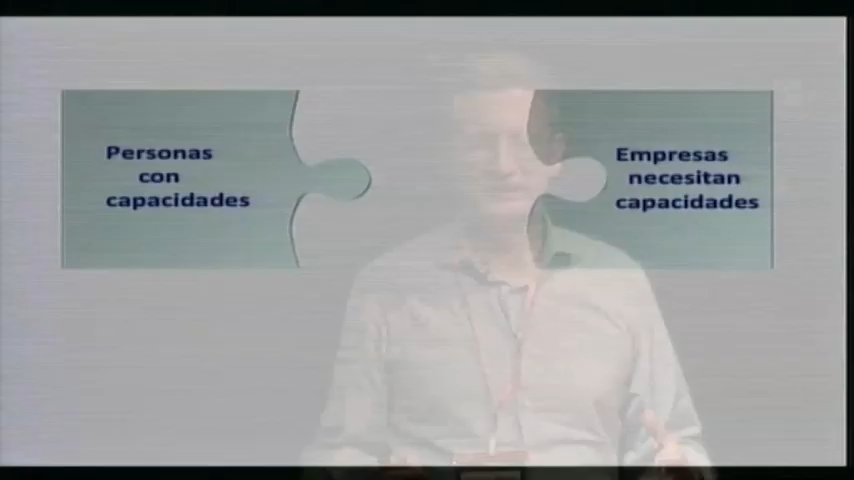 Personas
con
capacidades
Empresas
necesitan
capacidades